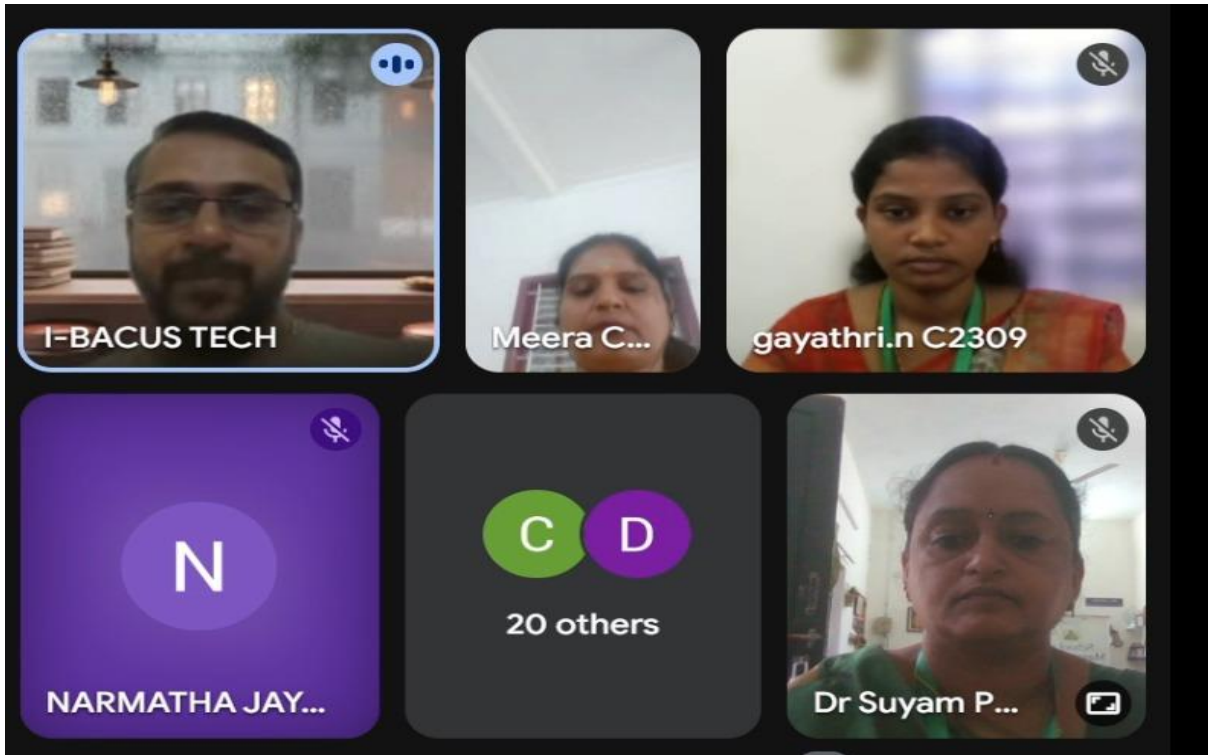 I-BACUS TECH
Meera C...
gayathri.n C2309
N
NARMATHA JAY...
C D
20 others
Dr Suyam P...